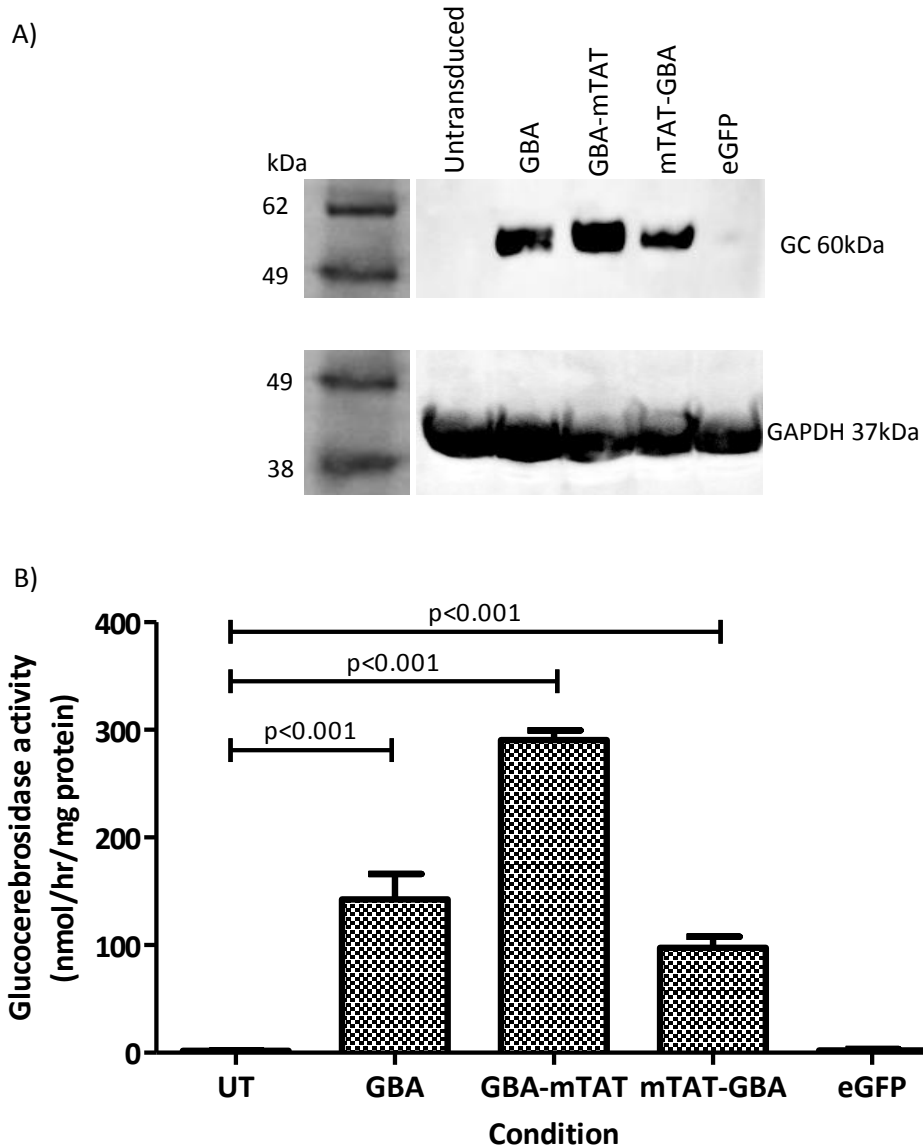 A)
Untransduced
GBA
GBA-mTAT
mTAT-GBA
eGFP
kDa
62
49
GC 60kDa
49
38
GAPDH 37kDa
B)
Glucocerebrosidase activity
(nmol/hr/mg protein)
400
300
200
100
0
p<0.001
p<0.001
p<0.001
UT
GBA
GBA-mTAT
mTAT-GBA
eGFP
Condition